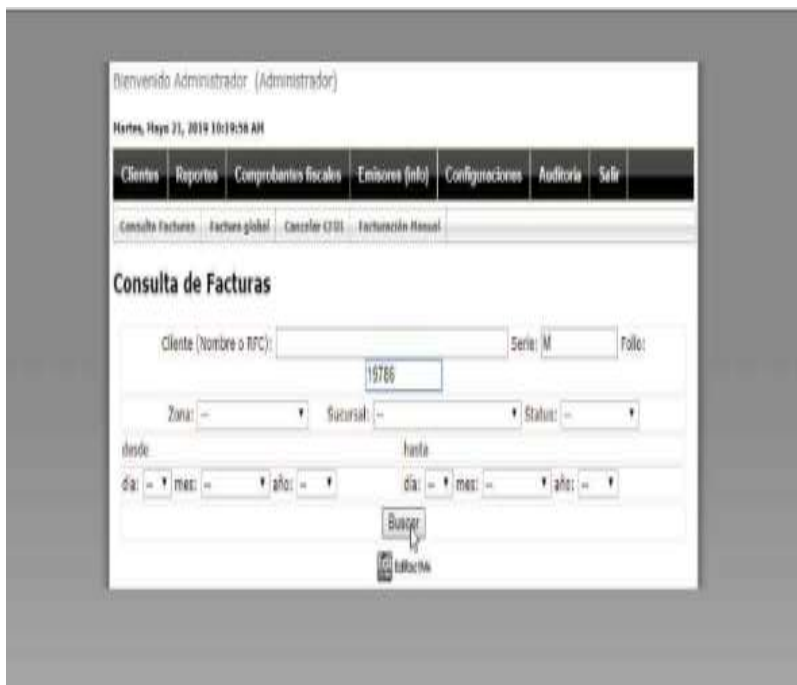 Bienvenido Administrador (Administrador)
Martes, Mayo 21, 2019 10:19:56 AM
Clientes Reportes Comprobantes fiscales Emisores (info) Configuraciones Auditoria Salir
Consulta Facturas Factura global Cancelar CFDI Facturación Manual
Consulta de Facturas
Cliente (Nombre o RFC): Serie: M Folio:
19786
Zona: -- Sucursal: -- Status: --
desde hasta
día: -- mes: -- año: -- día: -- mes: -- año: --
Buscar